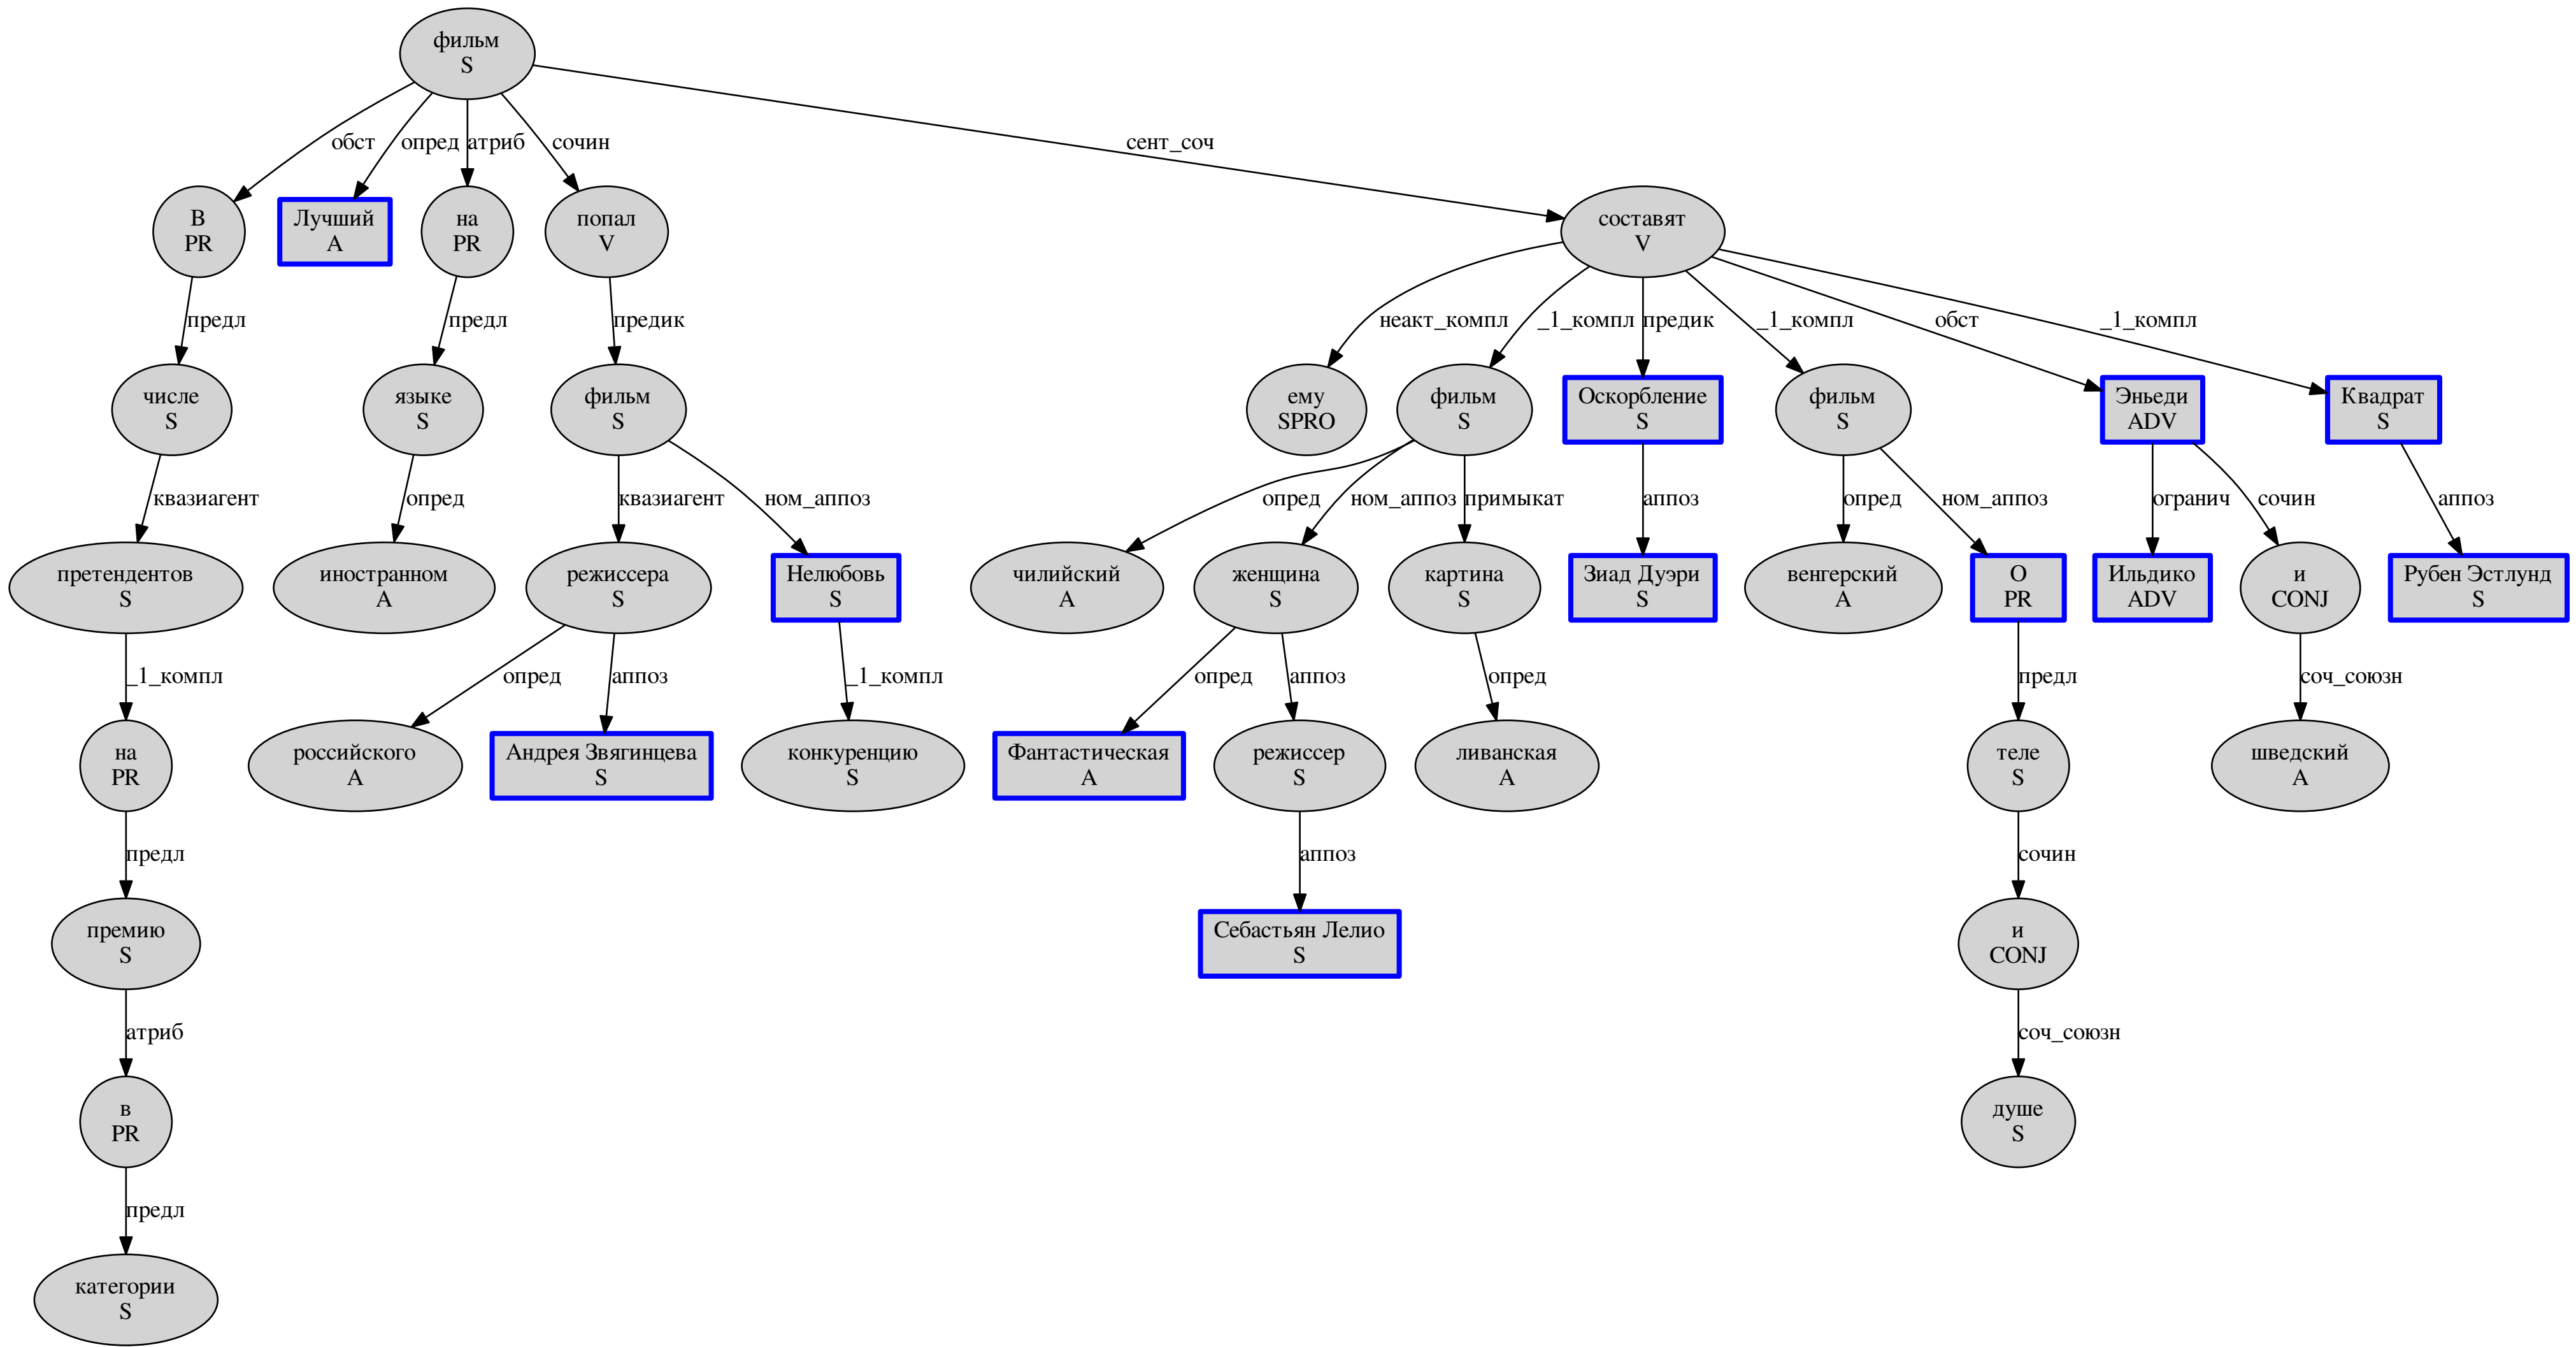 фильм
S
обст
опред
атриб
сочин
сент_соч
В
PR
Лучший
A
на
PR
попал
V
составят
V
предл
предл
предик
неакт_компл
_1_компл
предик
_1_компл
обст
_1_компл
числе
S
языке
S
фильм
S
ему
SPRO
фильм
S
Оскорбление
S
фильм
S
Эньеди
ADV
Квадрат
S
квазиагент
опред
квазиагент
ном_аппоз
опред
ном_аппоз
примыкат
аппоз
опред
ном_аппоз
огранич
сочин
аппоз
претендентов
S
иностранном
A
режиссера
S
Нелюбовь
S
чилийский
A
женщина
S
картина
S
Зиад Дуэри
S
венгерский
A
О
PR
Ильдико
ADV
и
CONJ
Рубен Эстлунд
S
_1_компл
опред
аппоз
_1_компл
опред
аппоз
опред
предл
соч_союзн
на
PR
российского
A
Андрея Звягинцева
S
конкуренцию
S
Фантастическая
A
режиссер
S
ливанская
A
теле
S
шведский
A
предл
аппоз
сочин
премию
S
Себастьян Лелио
S
и
CONJ
атриб
соч_союзн
в
PR
душе
S
предл
категории
S